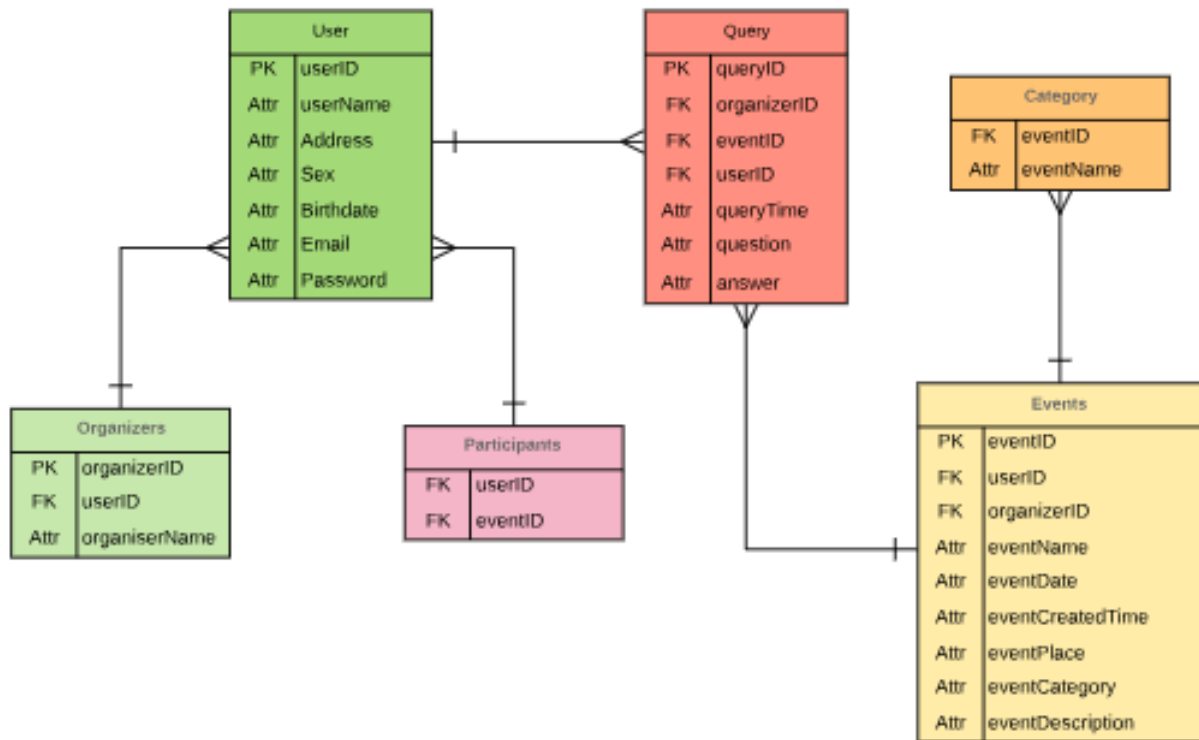 User
PK userID
Attr userName
Attr Address
Attr Sex
Attr Birthdate
Attr Email
Attr Password
Query
PK queryID
FK organizerID
FK eventID
FK userID
Attr queryTime
Attr question
Attr answer
Category
FK eventID
Attr eventName
Organizers
PK organizerID
FK userID
Attr organiserName
Participants
FK userID
FK eventID
Events
PK eventID
FK userID
FK organizerID
Attr eventName
Attr eventDate
Attr eventCreatedTime
Attr eventPlace
Attr eventCategory
Attr eventDescription